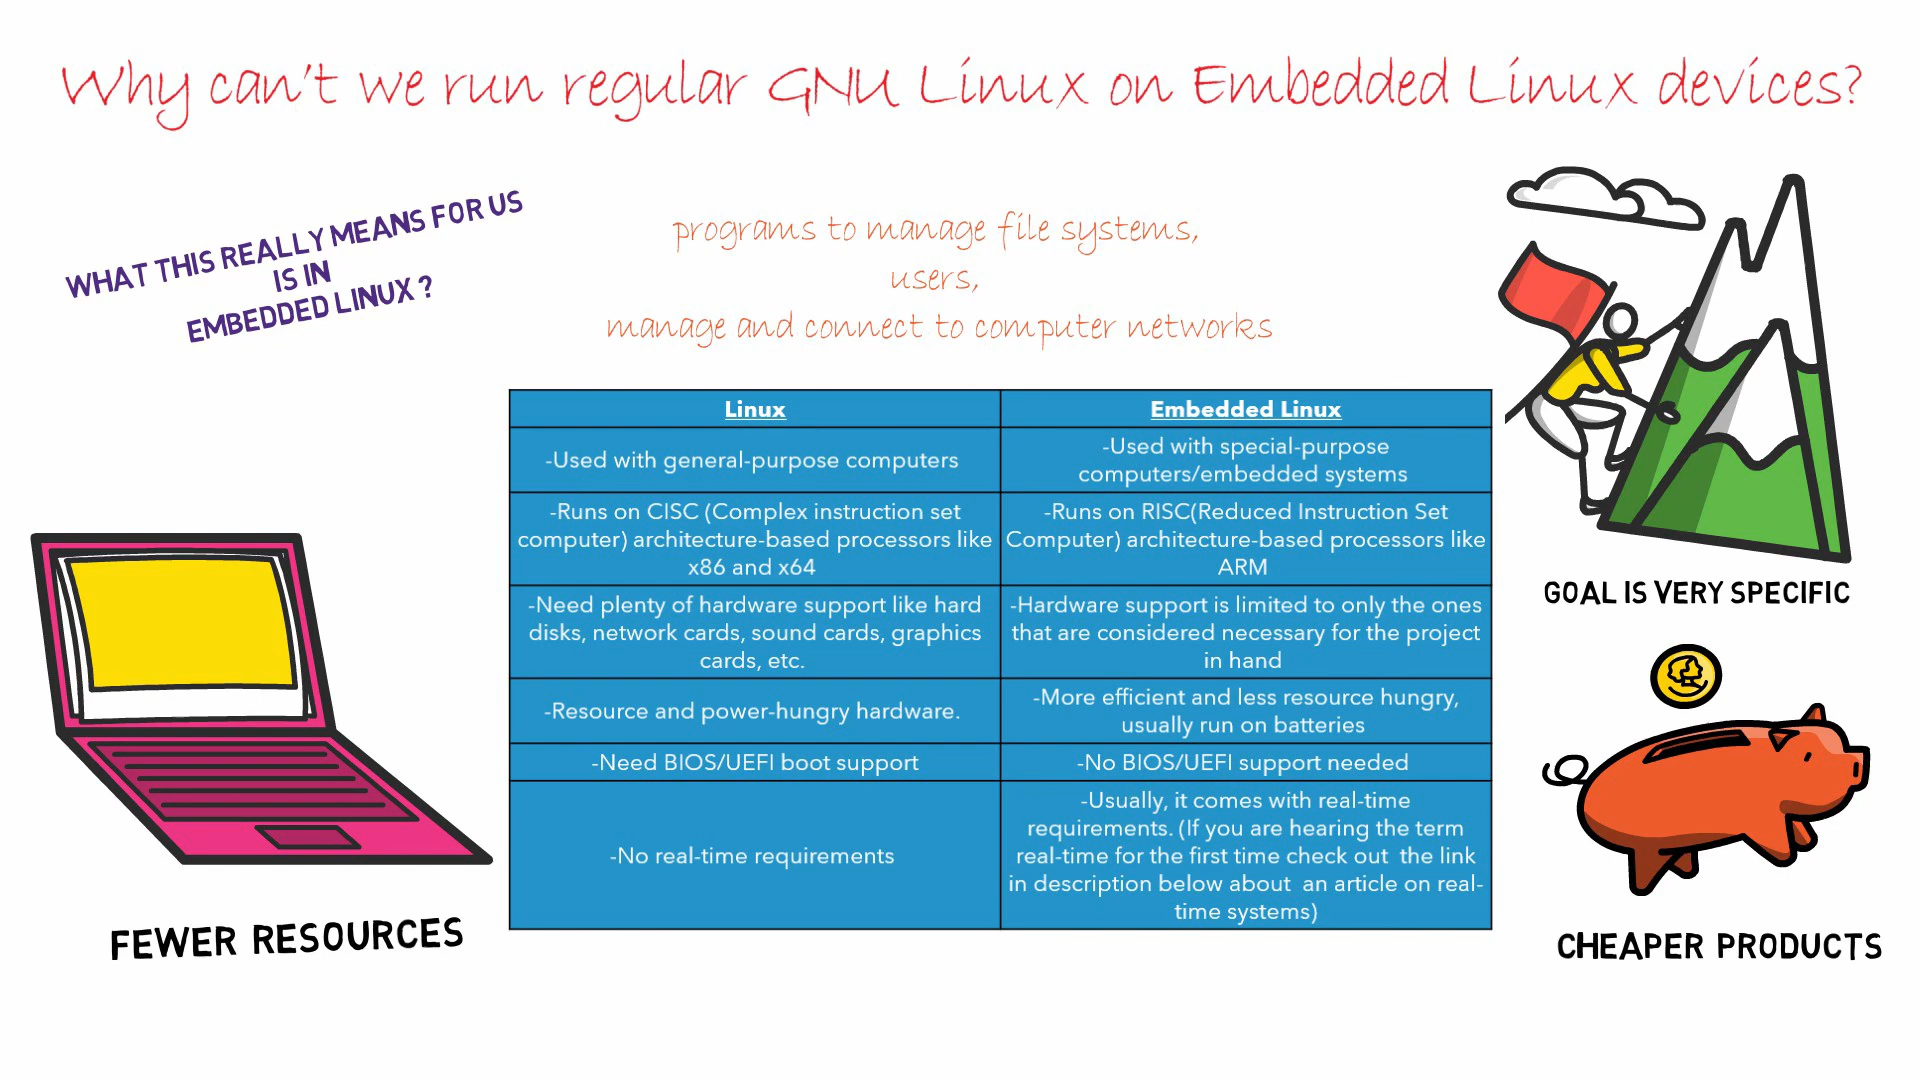 Why can't we run regular GNU Linux on Embedded Linux devices?
WHAT THIS REALLY MEANS FOR US
IS IN
EMBEDDED LINUX ?
programs to manage file systems,
users,
manage and connect to computer networks
Linux
Embedded Linux
-Used with general-purpose computers
-Used with special-purpose
computers/embedded systems
-Runs on CISC (Complex instruction set
computer) architecture-based processors like
x86 and x64
-Runs on RISC(Reduced Instruction Set
Computer) architecture-based processors like
ARM
-Need plenty of hardware support like hard
disks, network cards, sound cards, graphics
cards, etc.
-Hardware support is limited to only the ones
that are considered necessary for the project
in hand
-Resource and power-hungry hardware.
-More efficient and less resource hungry,
usually run on batteries
-Need BIOS/UEFI boot support
-No BIOS/UEFI support needed
-No real-time requirements
-Usually, it comes with real-time
requirements. (If you are hearing the term
real-time for the first time check out the link
in description below about an article on real-
time systems)
GOAL IS VERY SPECIFIC
FEWER RESOURCES
CHEAPER PRODUCTS